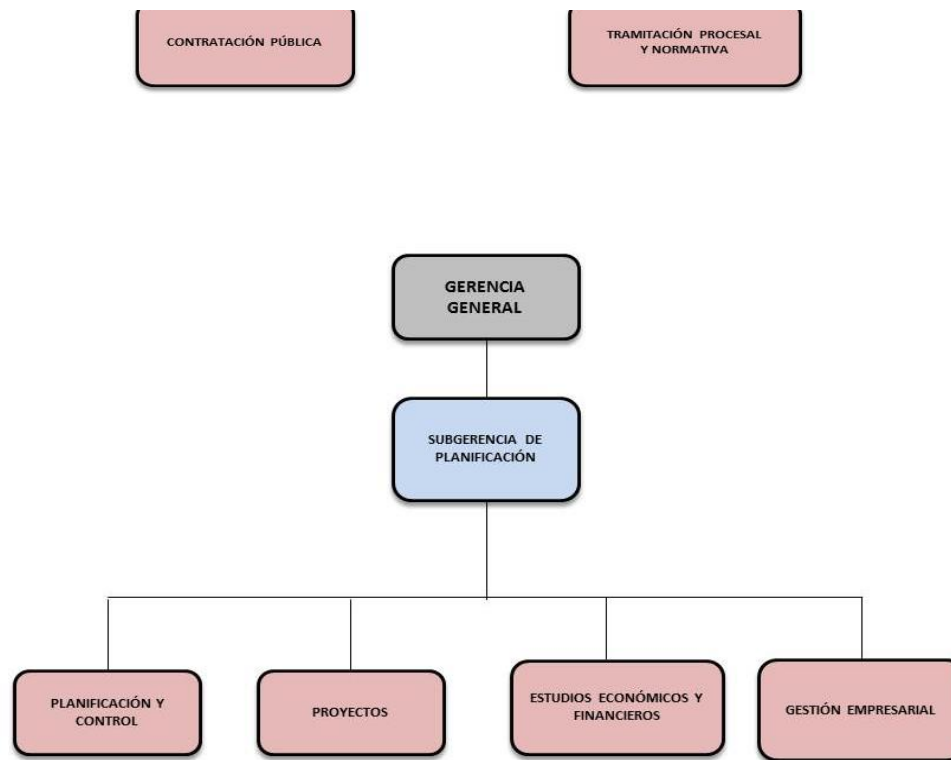 CONTRATACIÓN PÚBLICA
TRAMITACIÓN PROCESAL
Y NORMATIVA
GERENCIA
GENERAL
SUBGERENCIA DE
PLANIFICACIÓN
PLANIFICACIÓN Y
CONTROL
PROYECTOS
ESTUDIOS ECONÓMICOS Y
FINANCIEROS
GESTIÓN EMPRESARIAL